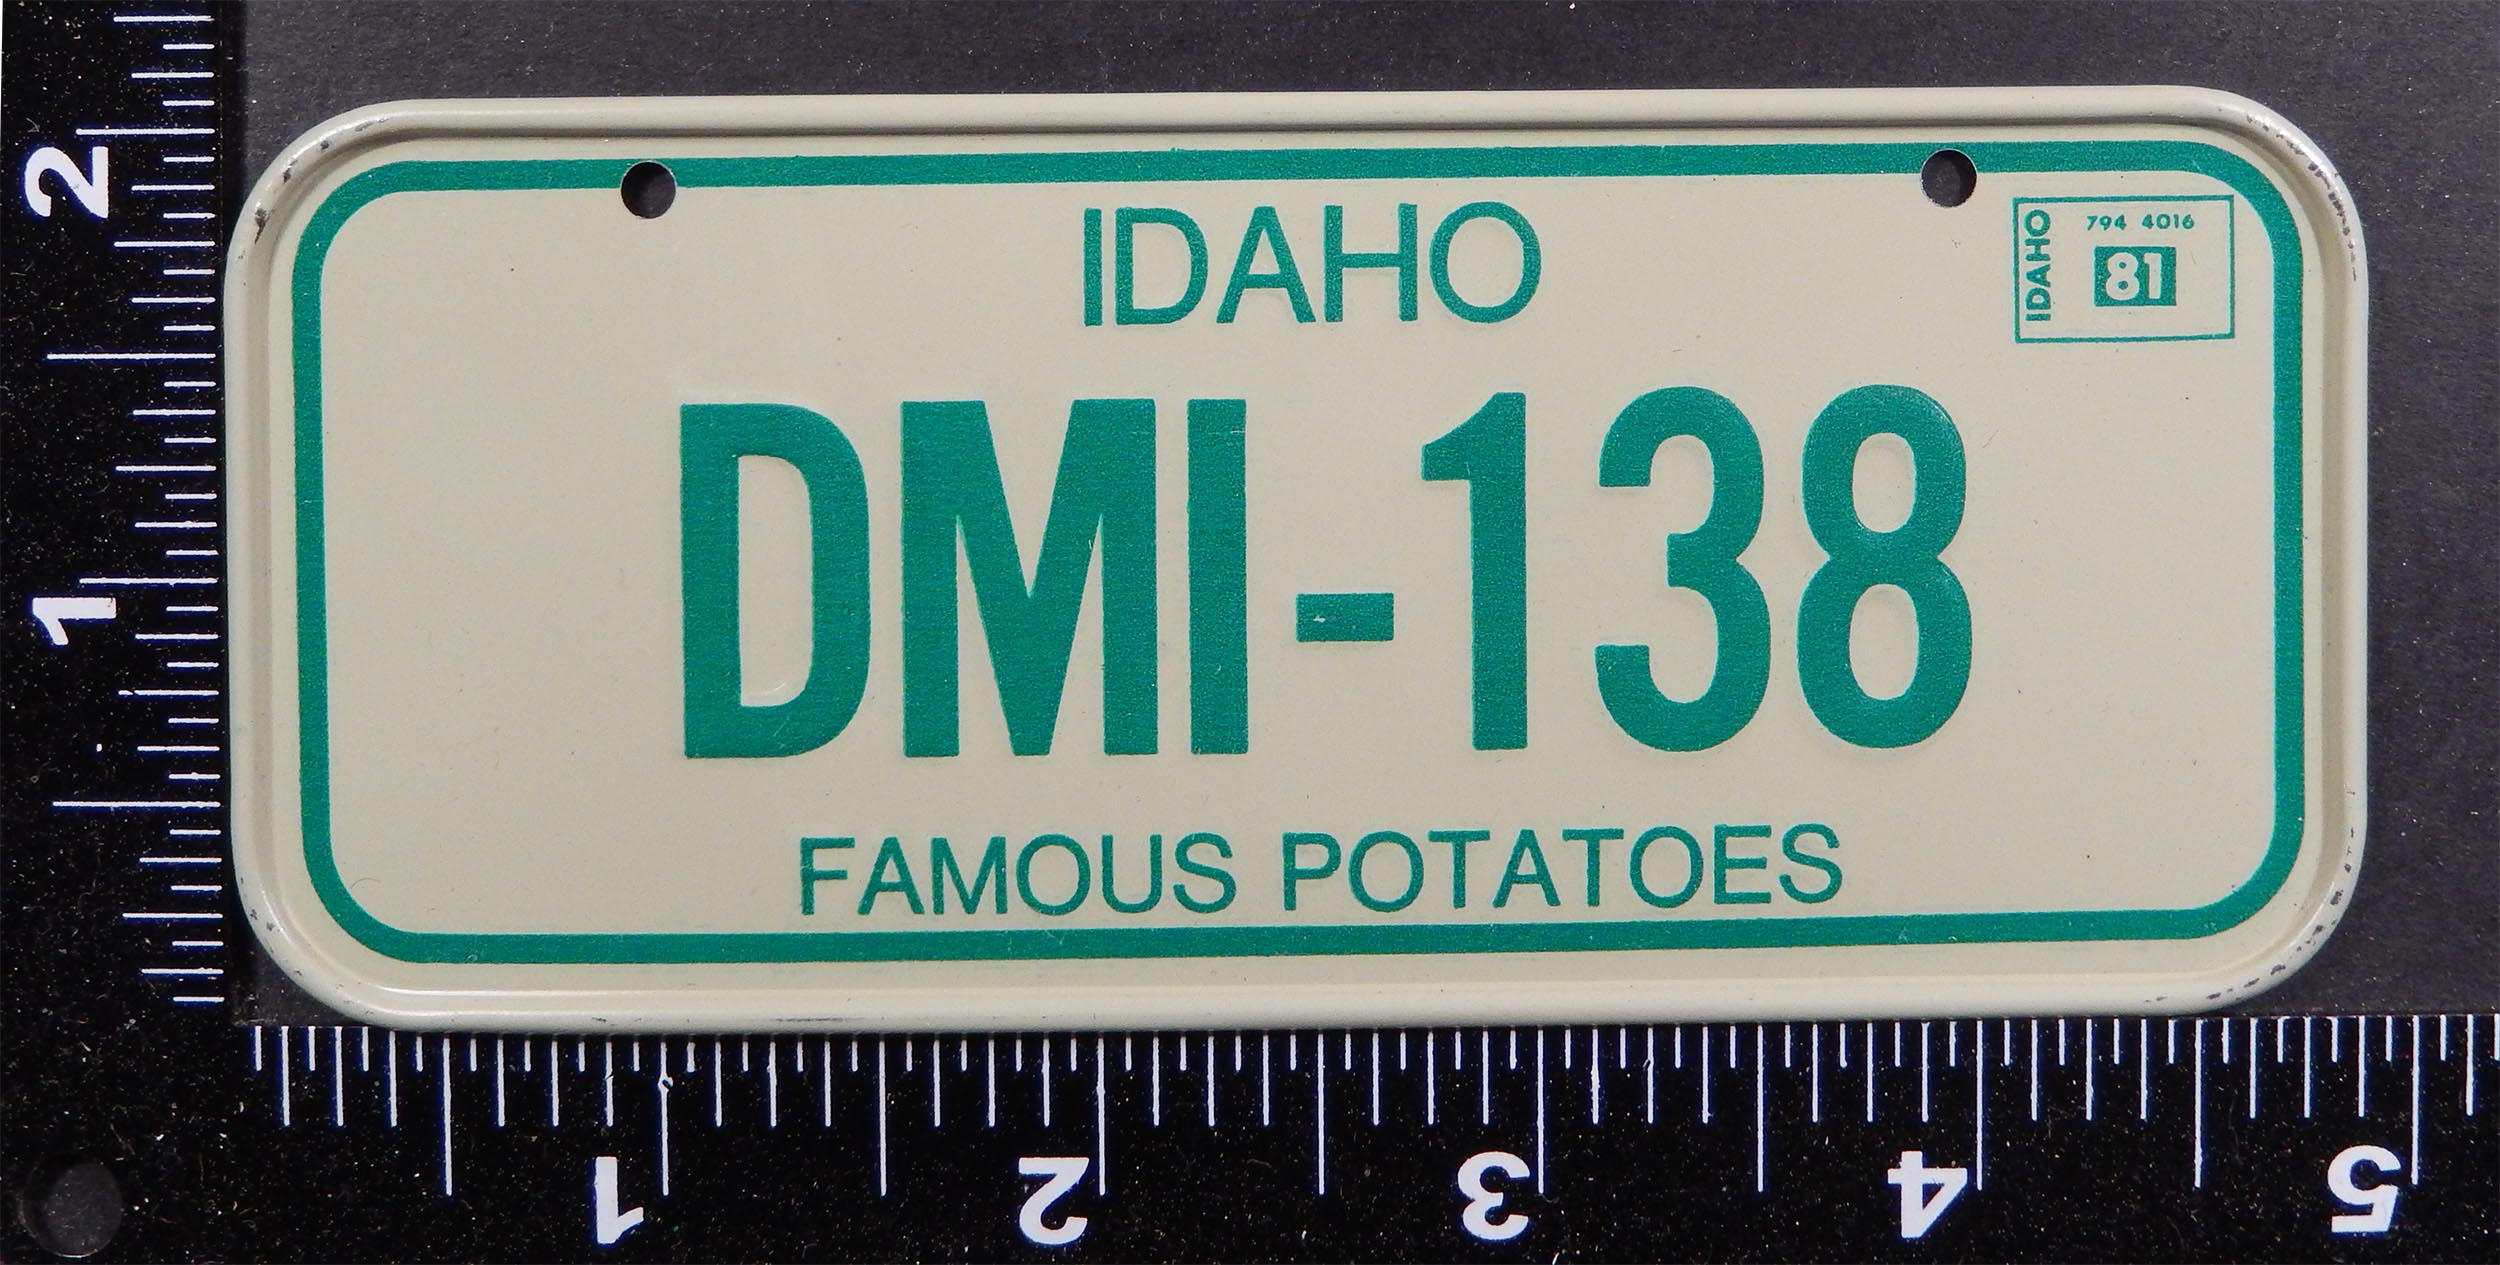 IDAHO
IDAHO
794 4016
81
DMI-138
FAMOUS POTATOES
2
1
1
2
3
4
5